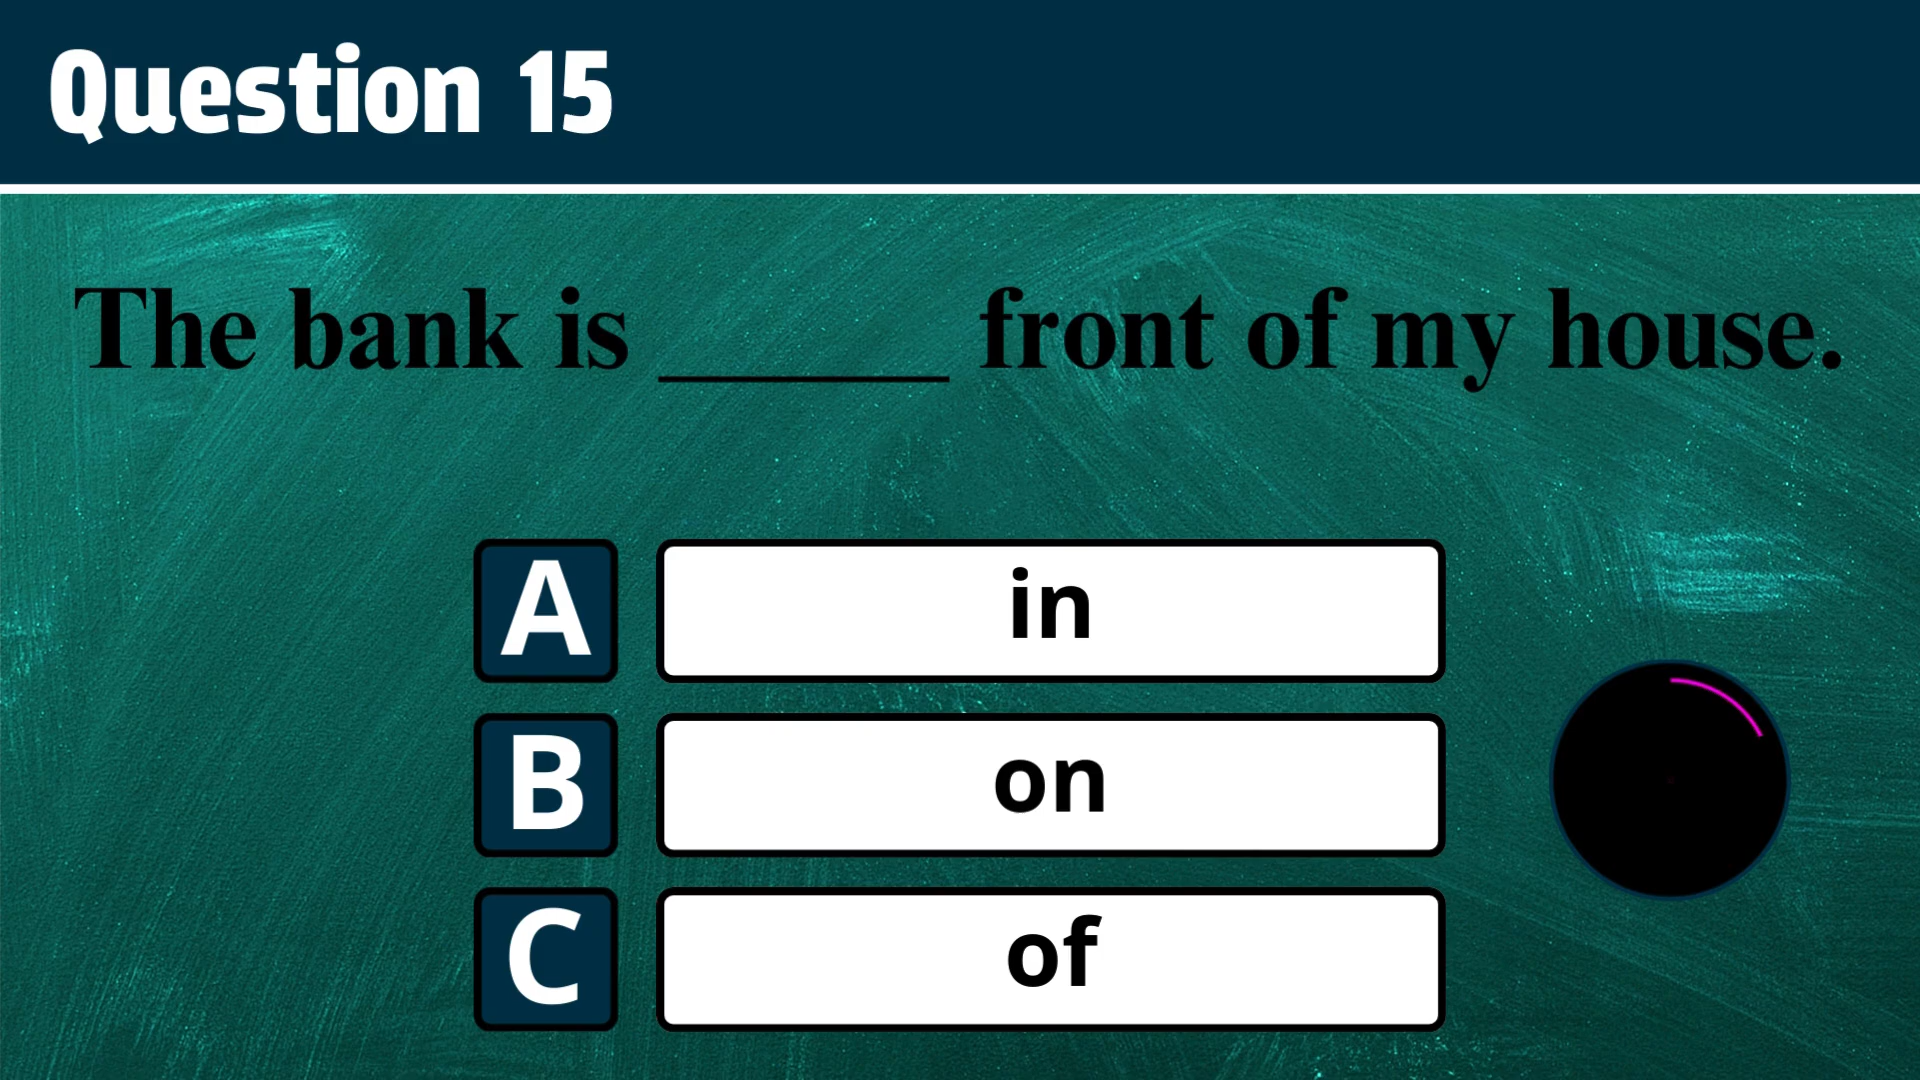 Question 15
The bank is ______ front of my house.
A in
B on
C of